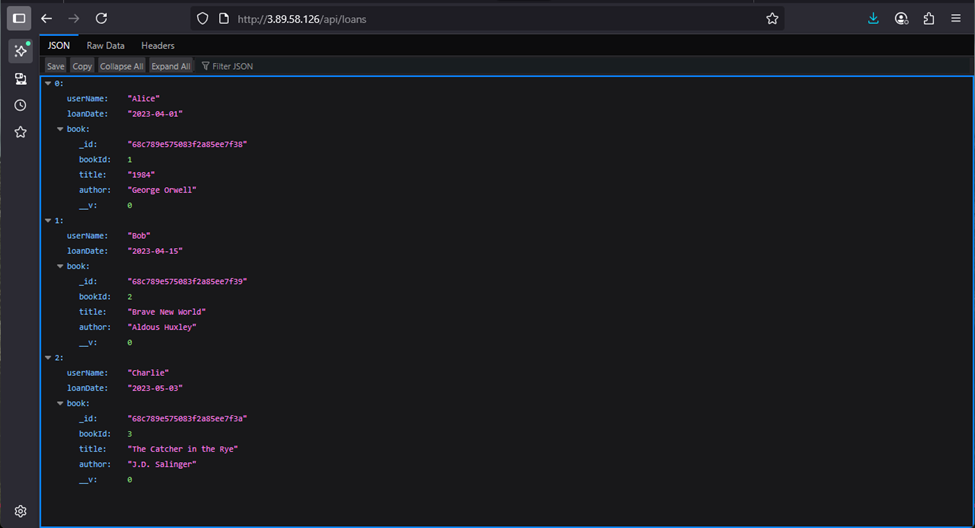 http://3.89.58.126/api/loans
JSON Raw Data Headers
Save Copy Collapse All Expand All Filter JSON
0:
userName: "Alice"
loanDate: "2023-04-01"
book:
_id: "68c789e575083f2a85ee7f38"
bookId: 1
title: "1984"
author: "George Orwell"
__v: 0
1:
userName: "Bob"
loanDate: "2023-04-15"
book:
_id: "68c789e575083f2a85ee7f39"
bookId: 2
title: "Brave New World"
author: "Aldous Huxley"
__v: 0
2:
userName: "Charlie"
loanDate: "2023-05-03"
book:
_id: "68c789e575083f2a85ee7f3a"
bookId: 3
title: "The Catcher in the Rye"
author: "J.D. Salinger"
__v: 0